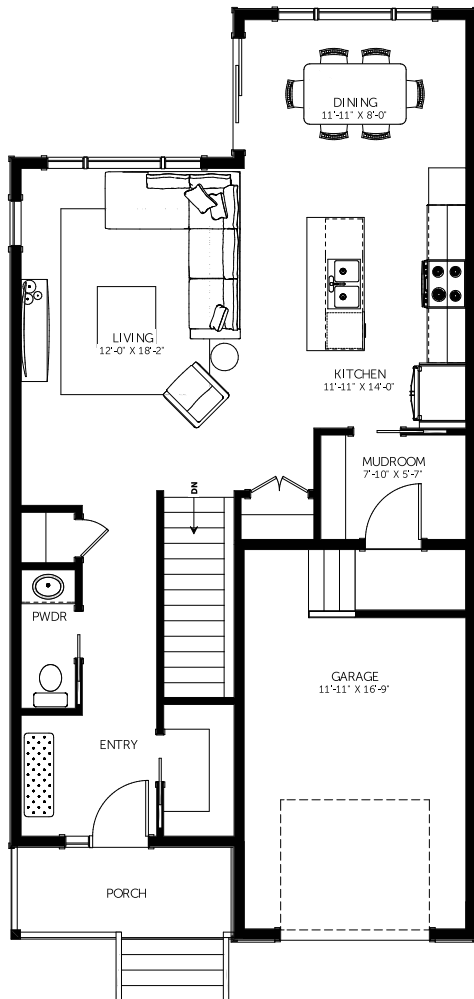 DINING
11'-11" X 8'-0"
LIVING
12'-0" X 18'-2"
KITCHEN
11'-11" X 14'-0"
MUDROOM
7'-10" X 5'-7"
DN
PWDR
GARAGE
11'-11" X 16'-9"
ENTRY
PORCH